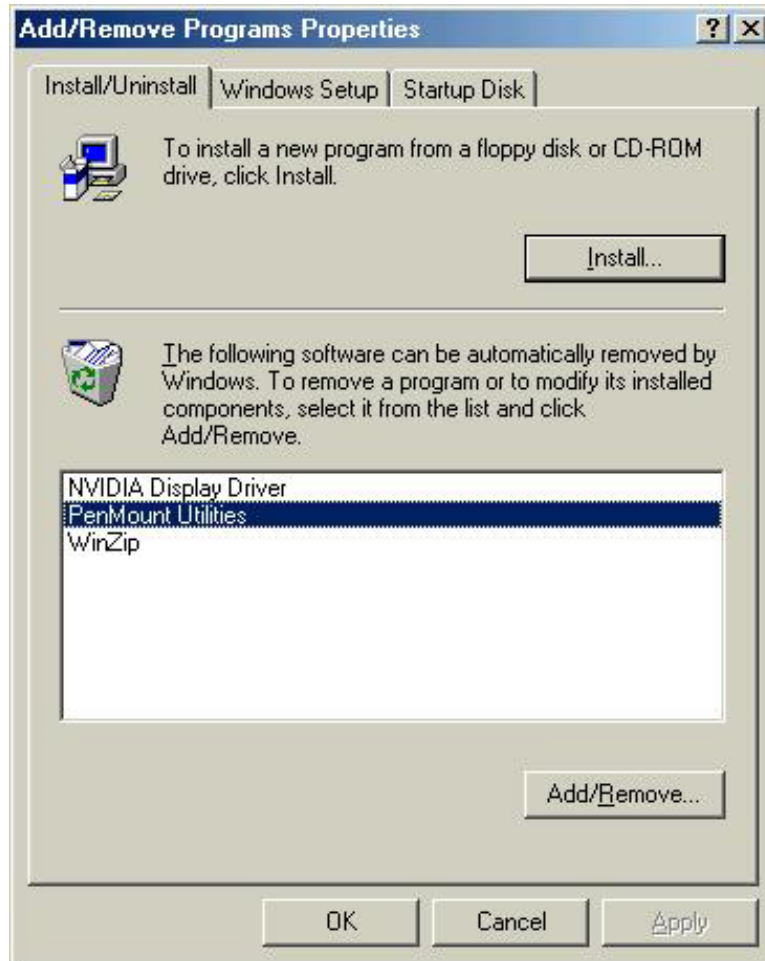 Add/Remove Programs Properties
? X
Install/Uninstall Windows Setup Startup Disk
To install a new program from a floppy disk or CD-ROM
drive, click Install.
Install...
The following software can be automatically removed by
Windows. To remove a program or to modify its installed
components, select it from the list and click
Add/Remove.
NVIDIA Display Driver
PenMount Utilities
WinZip
Add/Remove...
OK Cancel Apply